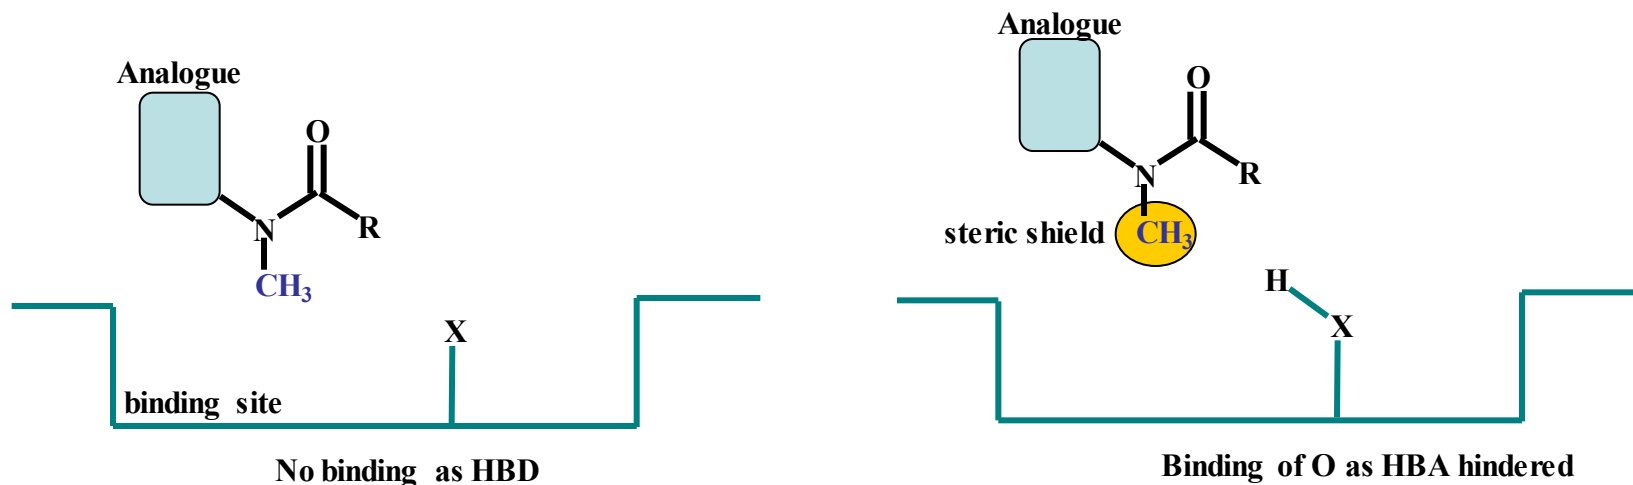 Analogue
O
N
R
CH₃
X
binding site
No binding as HBD
Analogue
O
N
R
steric shield
CH₃
H
X
Binding of O as HBA hindered